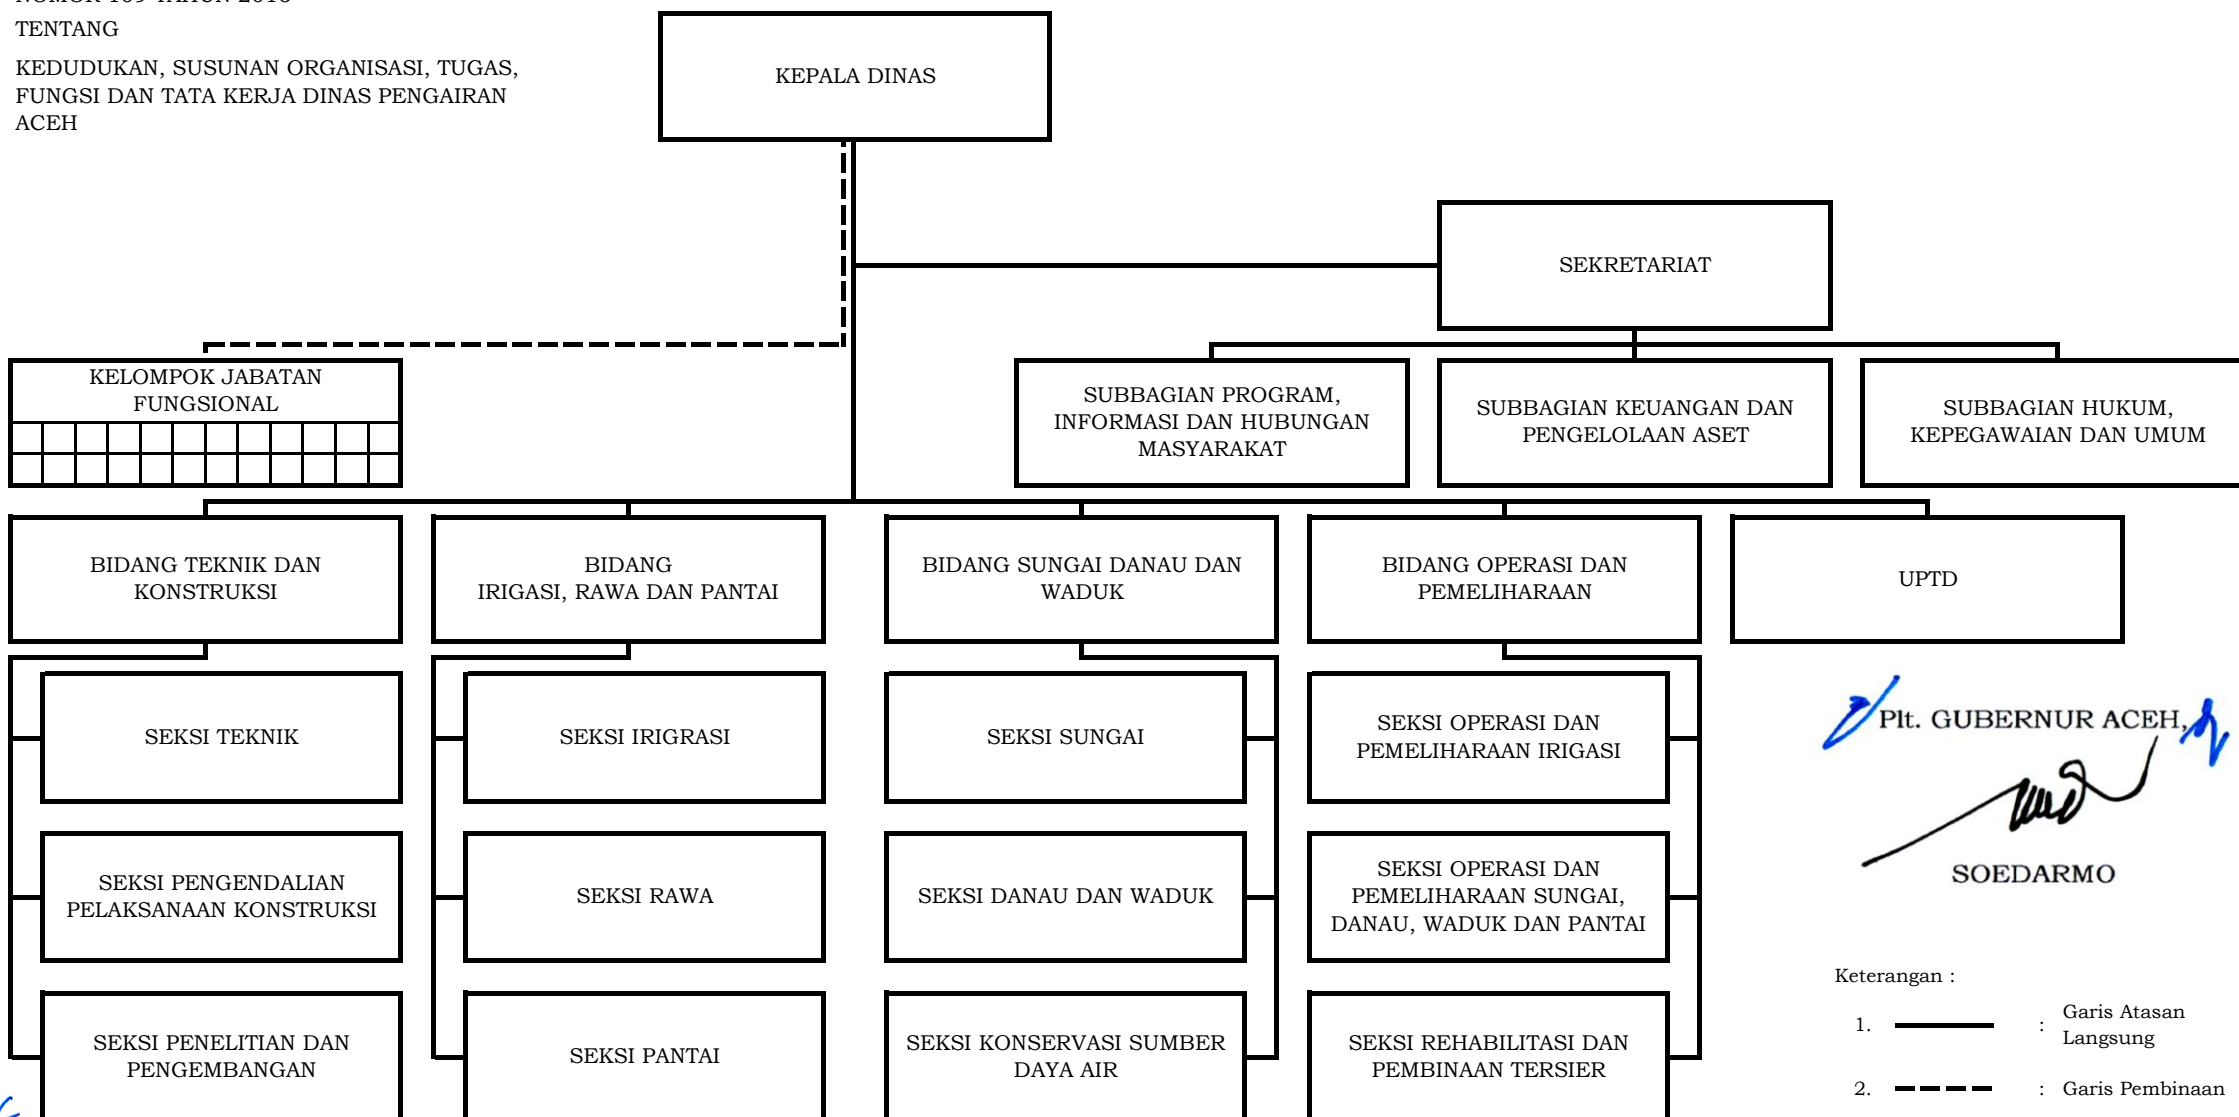 NOMOR 109 TAHUN 2016
TENTANG
KEDUDUKAN, SUSUNAN ORGANISASI, TUGAS,
FUNGSI DAN TATA KERJA DINAS PENGAIRAN
ACEH
KEPALA DINAS
SEKRETARIAT
KELOMPOK JABATAN
FUNGSIONAL
SUBBAGIAN PROGRAM,
INFORMASI DAN HUBUNGAN
MASYARAKAT
SUBBAGIAN KEUANGAN DAN
PENGELOLAAN ASET
SUBBAGIAN HUKUM,
KEPEGAWAIAN DAN UMUM
BIDANG TEKNIK DAN
KONSTRUKSI
BIDANG
IRIGASI, RAWA DAN PANTAI
BIDANG SUNGAI DANAU DAN
WADUK
BIDANG OPERASI DAN
PEMELIHARAAN
UPTD
SEKSI TEKNIK
SEKSI IRIGRASI
SEKSI SUNGAI
SEKSI OPERASI DAN
PEMELIHARAAN IRIGASI
SEKSI PENGENDALIAN
PELAKSANAAN KONSTRUKSI
SEKSI RAWA
SEKSI DANAU DAN WADUK
SEKSI OPERASI DAN
PEMELIHARAAN SUNGAI,
DANAU, WADUK DAN PANTAI
SEKSI PENELITIAN DAN
PENGEMBANGAN
SEKSI PANTAI
SEKSI KONSERVASI SUMBER
DAYA AIR
SEKSI REHABILITASI DAN
PEMBINAAN TERSIER
Plt. GUBERNUR ACEH,
SOEDARMO
Keterangan :
1. : Garis Atasan
Langsung
2. : Garis Pembinaan